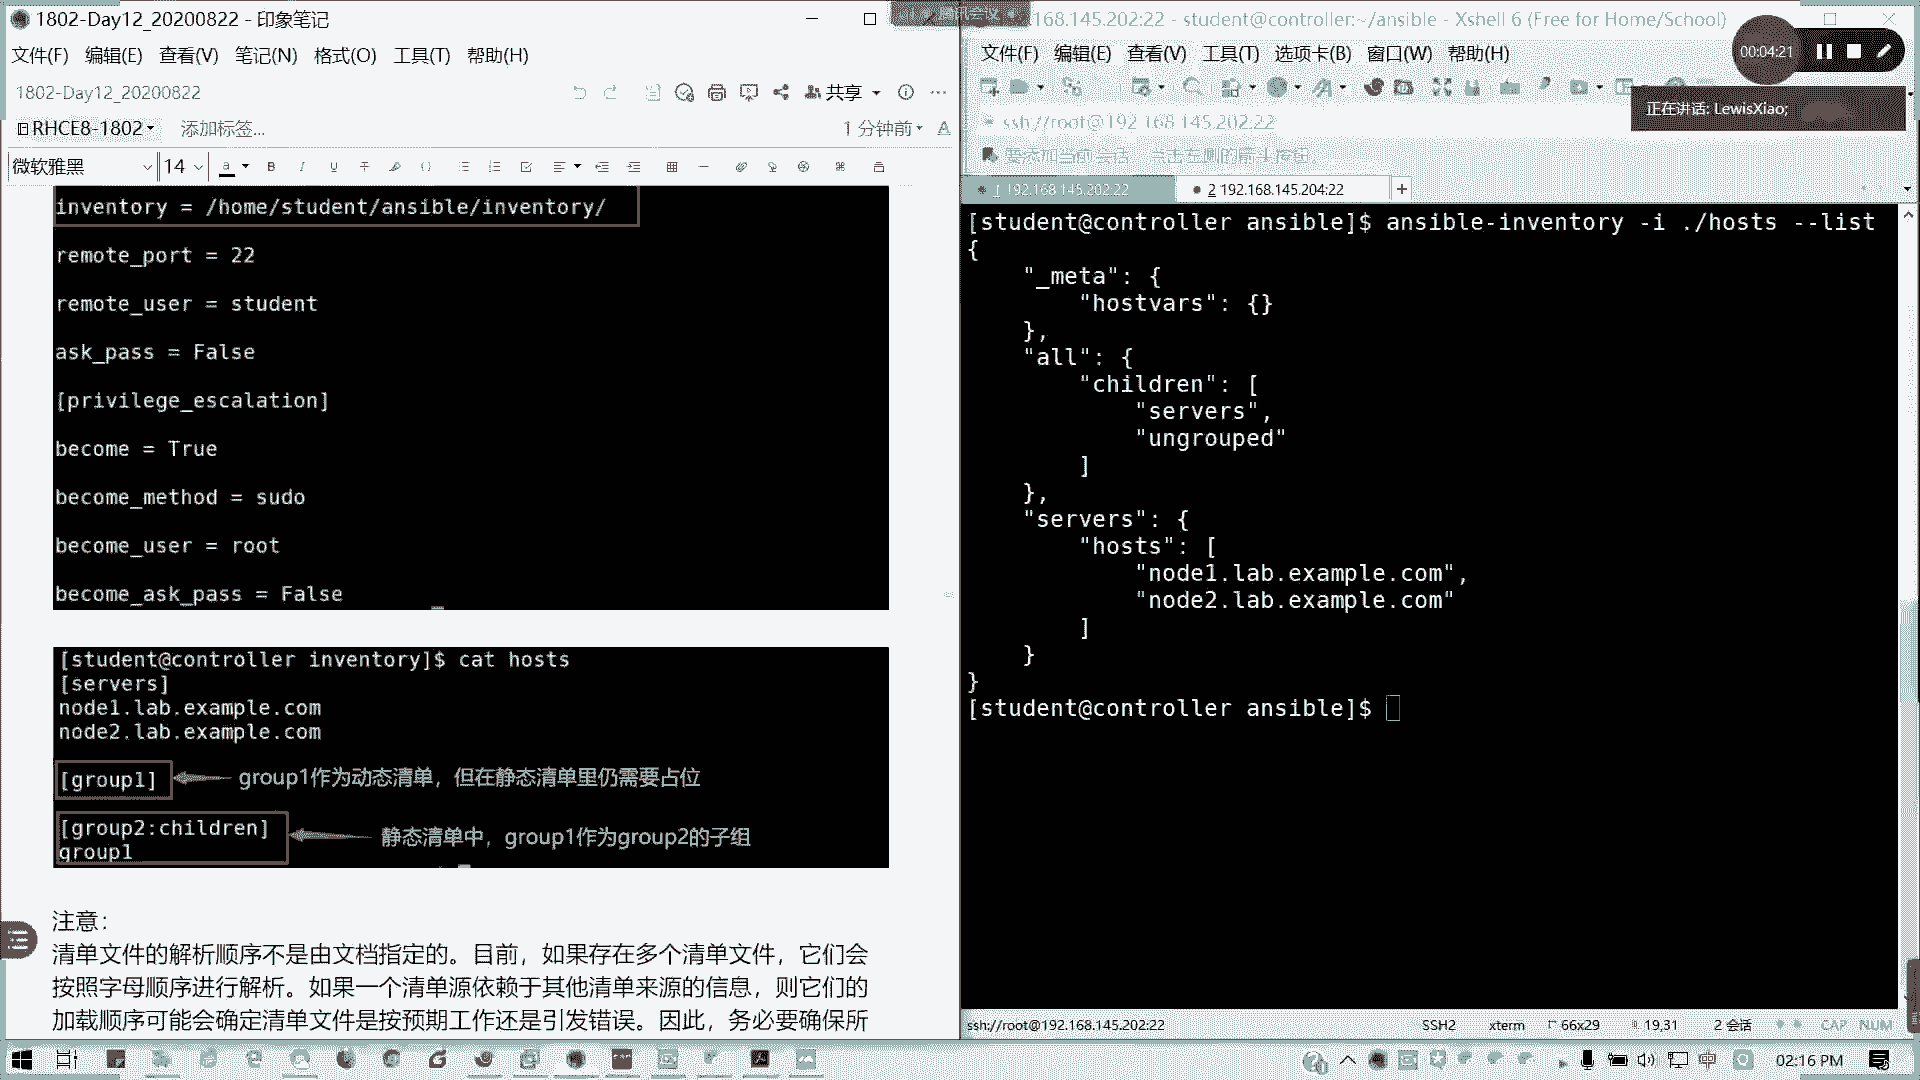 1802-Day12_20200822 - 印象笔记
文件(F) 编辑(E) 查看(V) 笔记(N) 格式(O) 工具(T) 帮助(H)
1802-Day12_20200822
共享
RHCE8-1802 添加标签...
1 分钟前
微软雅黑 14
inventory = /home/student/ansible/inventory/
remote_port = 22
remote_user = student
ask_pass = False
[privilege_escalation]
become = True
become_method = sudo
become_user = root
become_ask_pass = False
[student@controller inventory]$ cat hosts
[servers]
node1.lab.example.com
node2.lab.example.com
[group1] group1作为动态清单，但在静态清单里仍需要占位
[group2:children] 静态清单中，group1作为group2的子组
group1
注意：
清单文件的解析顺序不是由文档指定的。目前，如果存在多个清单文件，它们会
按照字母顺序进行解析。如果一个清单源依赖于其他清单来源的信息，则它们的
加载顺序可能会确定清单文件是按预期工作还是引发错误。因此，务必要确保所
168.145.202:22 - student@controller:~/ansible - Xshell 6 (Free for Home/School)
文件(F) 编辑(E) 查看(V) 工具(T) 选项卡(B) 窗口(W) 帮助(H)
00:04:21
正在讲话: LewisXiao;
ssh://root@192.168.145.202:22
要添加当前会话，点击左侧的箭头按钮。
1 192.168.145.202:22 2 192.168.145.204:22
[student@controller ansible]$ ansible-inventory -i ./hosts --list
{
"_meta": {
"hostvars": {}
},
"all": {
"children": [
"servers",
"ungrouped"
]
},
"servers": {
"hosts": [
"node1.lab.example.com",
"node2.lab.example.com"
]
}
}
[student@controller ansible]$
ssh://root@192.168.145.202:22 SSH2 xterm 66x29 19,31 2 会话 CAP NUM
中 02:16 PM